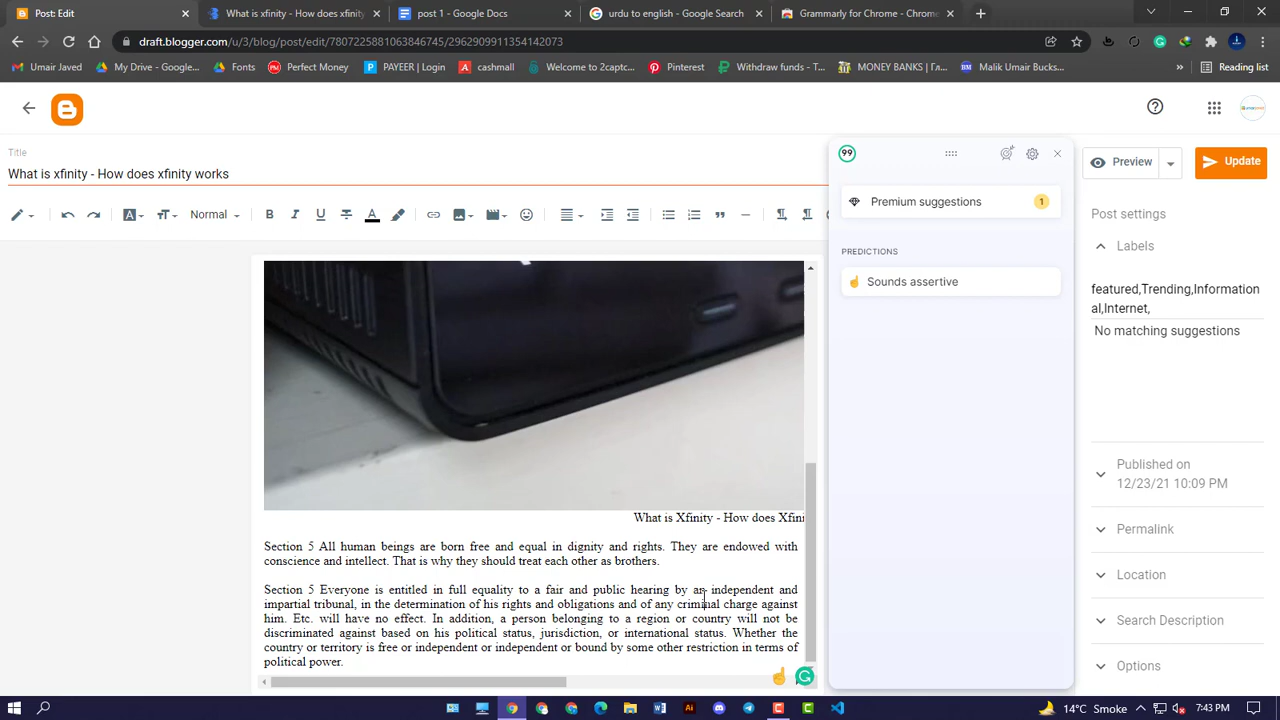 Post: Edit
What is xfinity - How does xfinity
post 1 - Google Docs
urdu to english - Google Search
Grammarly for Chrome - Chrome
draft.blogger.com/u/3/blog/post/edit/7807225881063846745/2962909911354142073
Umair Javed
My Drive - Google...
Fonts
Perfect Money
PAYEER | Login
cashmall
Welcome to 2captc...
Pinterest
Withdraw funds - T...
MONEY BANKS | Гл...
Malik Umair Bucks...
Reading list
Title
What is xfinity - How does xfinity works
Normal
99
Premium suggestions
1
PREDICTIONS
Sounds assertive
Preview
Update
Post settings
Labels
featured,Trending,Information
al,Internet,
No matching suggestions
Published on
12/23/21 10:09 PM
Permalink
Location
Search Description
Options
What is Xfinity - How does Xfini
Section 5 All human beings are born free and equal in dignity and rights. They are endowed with
conscience and intellect. That is why they should treat each other as brothers.
Section 5 Everyone is entitled in full equality to a fair and public hearing by an independent and
impartial tribunal, in the determination of his rights and obligations and of any criminal charge against
him. Etc. will have no effect. In addition, a person belonging to a region or country will not be
discriminated against based on his political status, jurisdiction, or international status. Whether the
country or territory is free or independent or independent or bound by some other restriction in terms of
political power.
14°C Smoke
7:43 PM